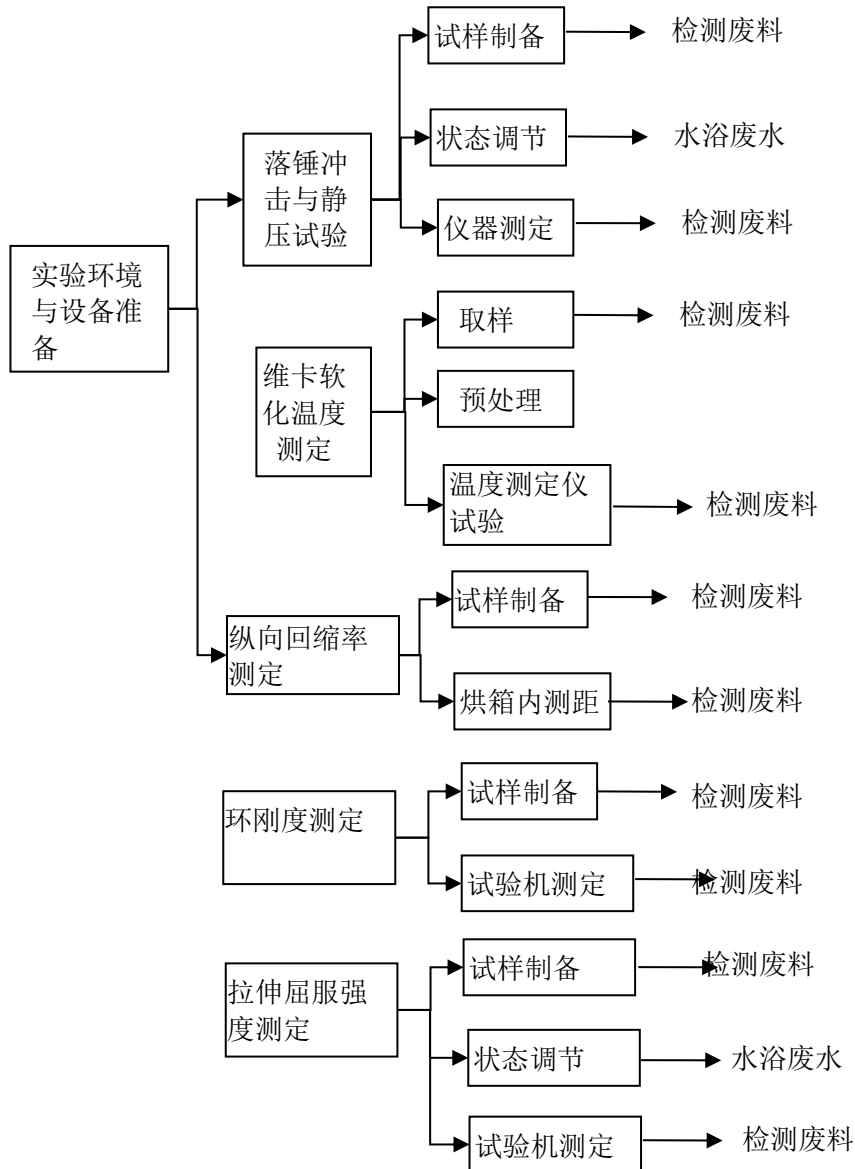 试样制备
检测废料
状态调节
水浴废水
落锤冲
击与静
压试验
仪器测定
检测废料
实验环境
与设备准
备
取样
检测废料
维卡软
化温度
测定
预处理
温度测定仪
试验
检测废料
试样制备
检测废料
纵向回缩率
测定
烘箱内测距
检测废料
试样制备
检测废料
环刚度测定
试验机测定
检测废料
试样制备
检测废料
拉伸屈服强
度测定
状态调节
水浴废水
试验机测定
检测废料